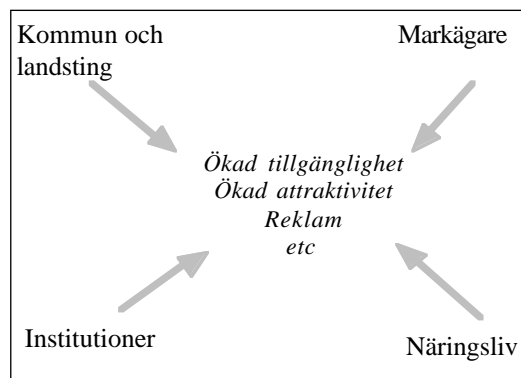 Kommun och
landsting
Markägare
Ökad tillgänglighet
Ökad attraktivitet
Reklam
etc
Institutioner
Näringsliv